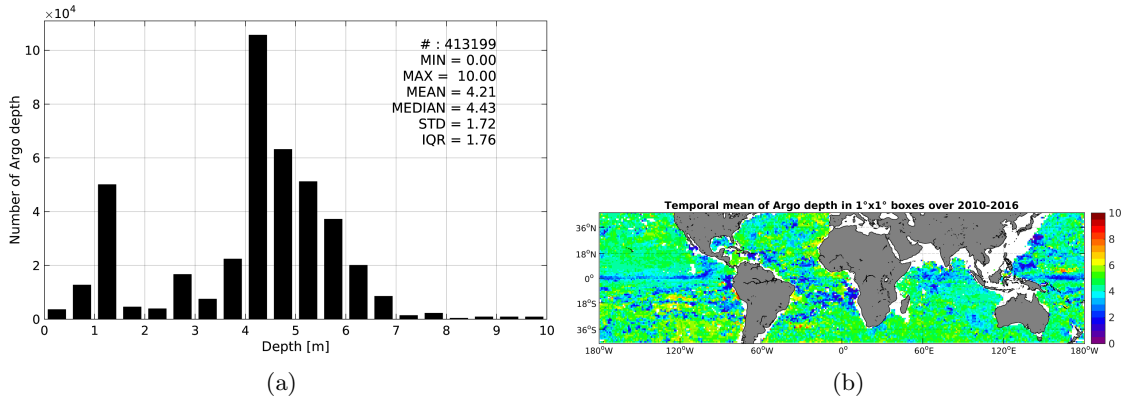 ×10⁴
10
8
6
4
2
0
Number of Argo depth
# : 413199
MIN = 0.00
MAX = 10.00
MEAN = 4.21
MEDIAN = 4.43
STD = 1.72
IQR = 1.76
0 1 2 3 4 5 6 7 8 9 10
Depth [m]
(a)
Temporal mean of Argo depth in 1°x1° boxes over 2010-2016
36°N
18°N
0°
18°S
36°S
180°W 120°W 60°W 0° 60°E 120°E 180°W
10
8
6
4
2
0
(b)